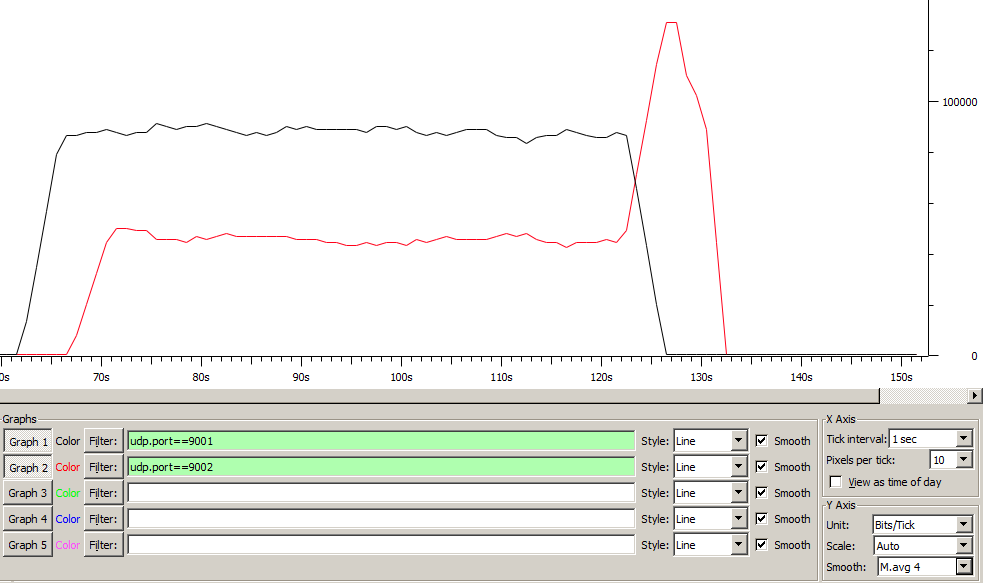 100000
0
0s 70s 80s 90s 100s 110s 120s 130s 140s 150s
Graphs
Graph 1 Color Filter: udp.port==9001 Style: Line Smooth
Graph 2 Color Filter: udp.port==9002 Style: Line Smooth
Graph 3 Color Filter: Style: Line Smooth
Graph 4 Color Filter: Style: Line Smooth
Graph 5 Color Filter: Style: Line Smooth
X Axis
Tick interval: 1 sec
Pixels per tick: 10
View as time of day
Y Axis
Unit: Bits/Tick
Scale: Auto
Smooth: M.avg 4